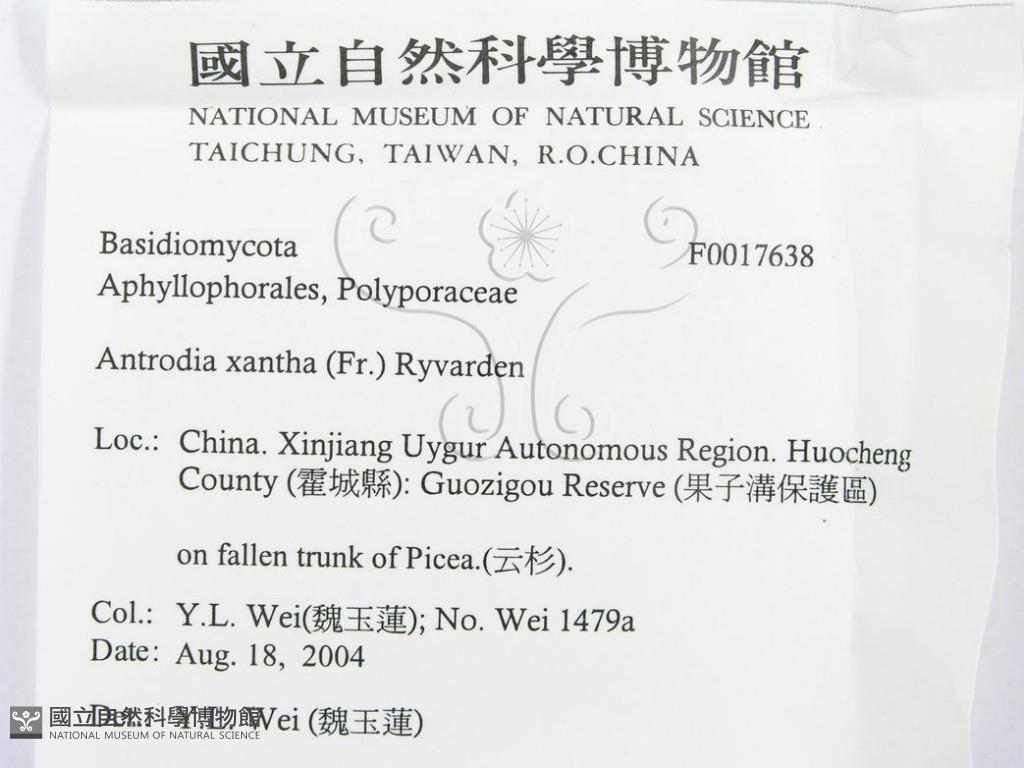 國立自然科學博物館
NATIONAL MUSEUM OF NATURAL SCIENCE
TAICHUNG, TAIWAN, R.O.CHINA
Basidiomycota F0017638
Aphyllophorales, Polyporaceae
Antrodia xantha (Fr.) Ryvarden
Loc.: China. Xinjiang Uygur Autonomous Region. Huocheng
County (霍城縣): Guozigou Reserve (果子溝保護區)
on fallen trunk of Picea.(云杉).
Col.: Y.L. Wei(魏玉蓮); No. Wei 1479a
Date: Aug. 18, 2004
Det.: Y.L. Wei (魏玉蓮)
國立自然科學博物館
NATIONAL MUSEUM OF NATURAL SCIENCE